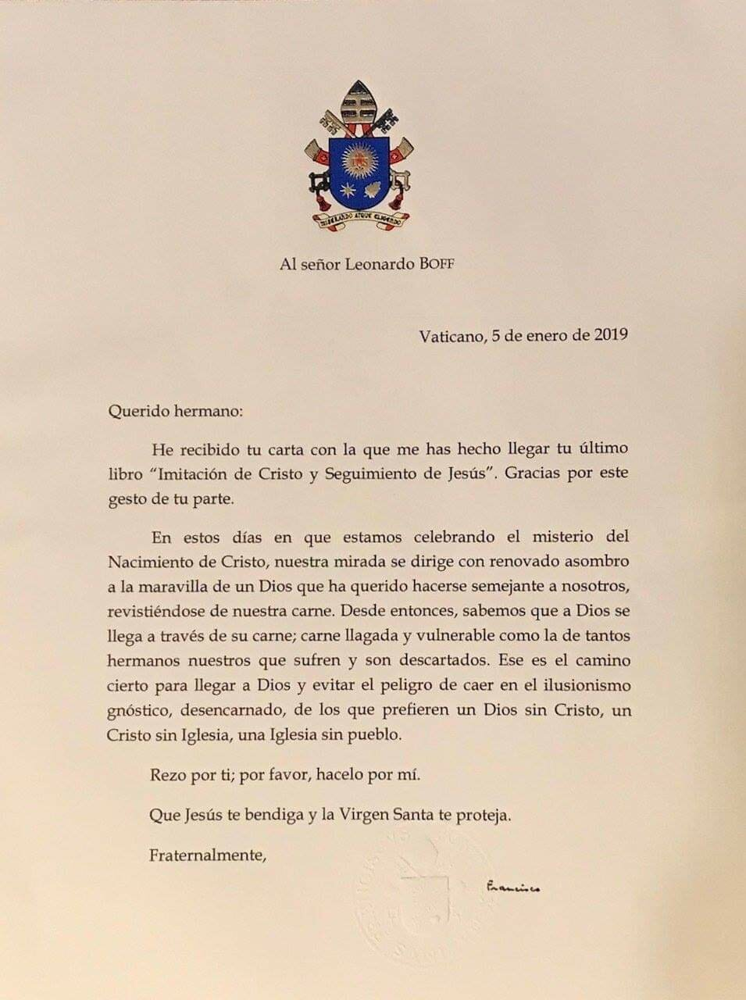 MISERANDO ATQUE ELIGENDO
Al señor Leonardo BOFF
Vaticano, 5 de enero de 2019
Querido hermano:
He recibido tu carta con la que me has hecho llegar tu último
libro “Imitación de Cristo y Seguimiento de Jesús”. Gracias por este
gesto de tu parte.
En estos días en que estamos celebrando el misterio del
Nacimiento de Cristo, nuestra mirada se dirige con renovado asombro
a la maravilla de un Dios que ha querido hacerse semejante a nosotros,
revistiéndose de nuestra carne. Desde entonces, sabemos que a Dios se
llega a través de su carne; carne llagada y vulnerable como la de tantos
hermanos nuestros que sufren y son descartados. Ese es el camino
cierto para llegar a Dios y evitar el peligro de caer en el ilusionismo
gnóstico, desencarnado, de los que prefieren un Dios sin Cristo, un
Cristo sin Iglesia, una Iglesia sin pueblo.
Rezo por ti; por favor, hacelo por mí.
Que Jesús te bendiga y la Virgen Santa te proteja.
Fraternalmente,
Francisco